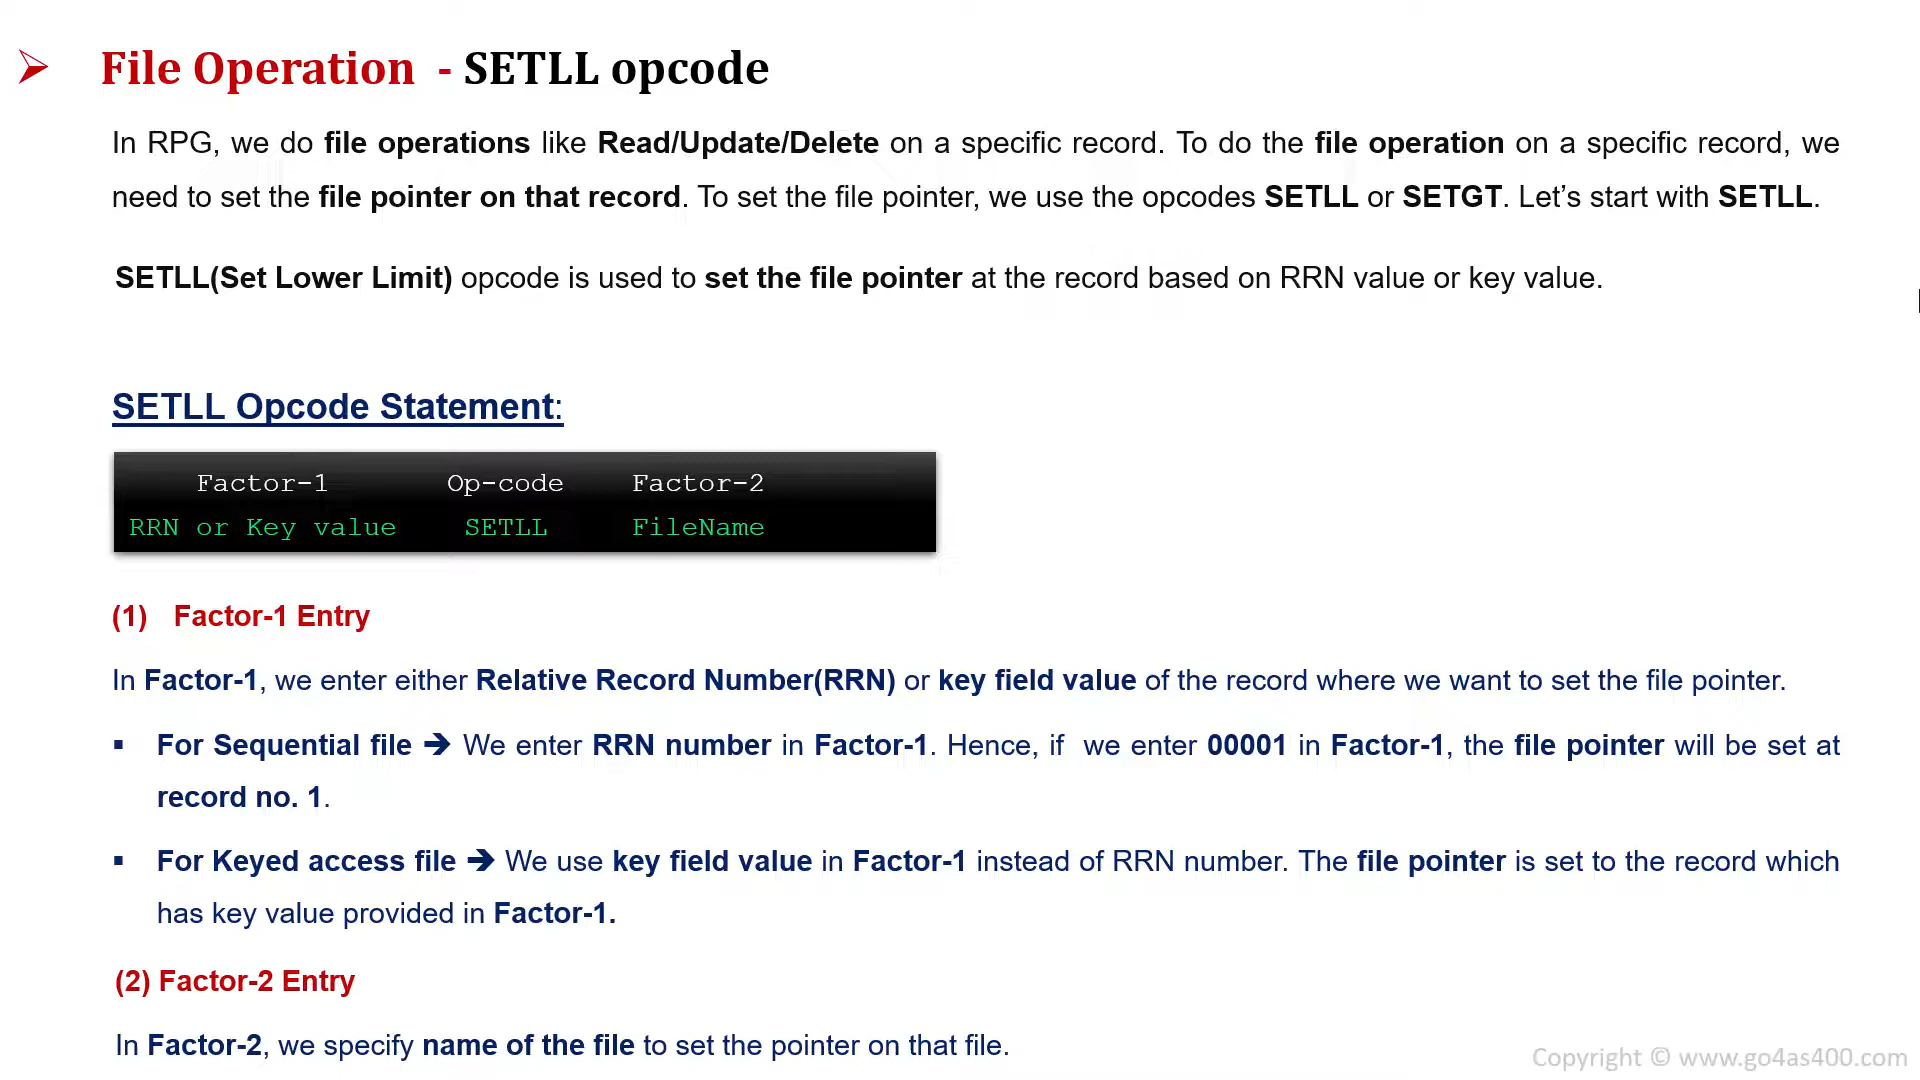 ➢ File Operation - SETLL opcode
In RPG, we do file operations like Read/Update/Delete on a specific record. To do the file operation on a specific record, we
need to set the file pointer on that record. To set the file pointer, we use the opcodes SETLL or SETGT. Let’s start with SETLL.
SETLL(Set Lower Limit) opcode is used to set the file pointer at the record based on RRN value or key value.
SETLL Opcode Statement:
Factor-1 Op-code Factor-2
RRN or Key value SETLL FileName
(1) Factor-1 Entry
In Factor-1, we enter either Relative Record Number(RRN) or key field value of the record where we want to set the file pointer.
▪ For Sequential file ➔ We enter RRN number in Factor-1. Hence, if we enter 00001 in Factor-1, the file pointer will be set at
record no. 1.
▪ For Keyed access file ➔ We use key field value in Factor-1 instead of RRN number. The file pointer is set to the record which
has key value provided in Factor-1.
(2) Factor-2 Entry
In Factor-2, we specify name of the file to set the pointer on that file.
Copyright © www.go4as400.com